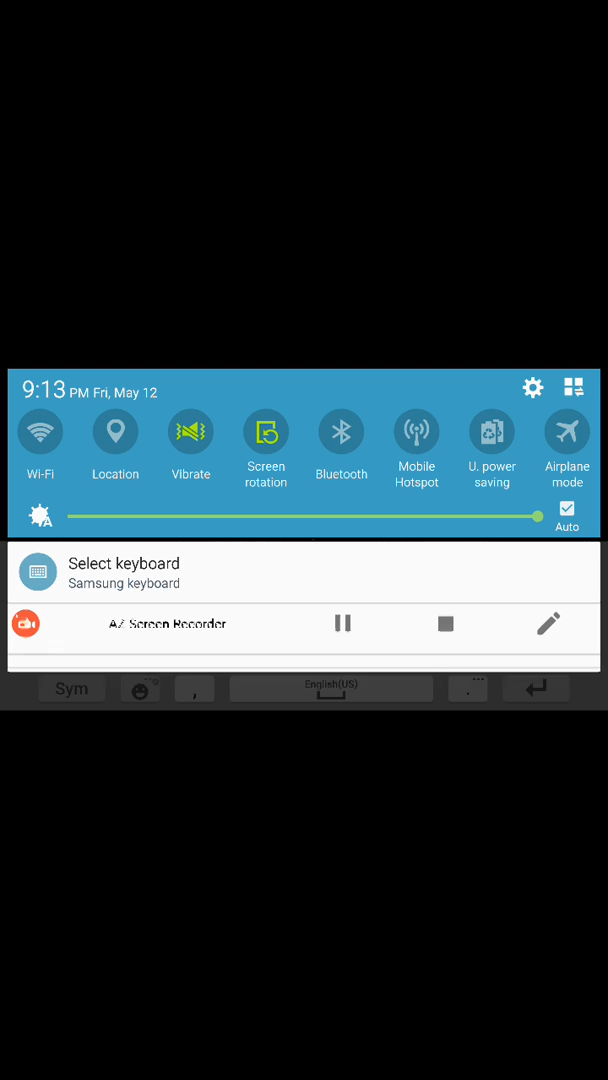 9:13 PM Fri, May 12
Wi-Fi
Location
Vibrate
Screen
rotation
Bluetooth
Mobile
Hotspot
U. power
saving
Airplane
mode
A
Auto
Select keyboard
Samsung keyboard
AZ Screen Recorder
Sym
,
English(US)
.